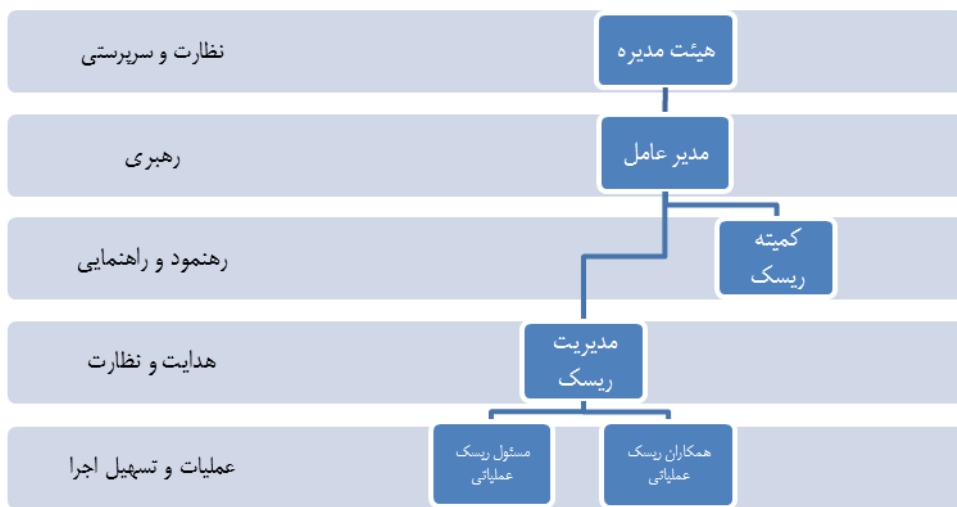 هیئت مدیره
نظارت و سرپرستی
مدیر عامل
رهبری
کمیته
ریسک
رهنمود و راهنمایی
مدیریت
ریسک
هدایت و نظارت
همکاران ریسک
عملیاتی
مسئول ریسک
عملیاتی
عملیات و تسهیل اجرا